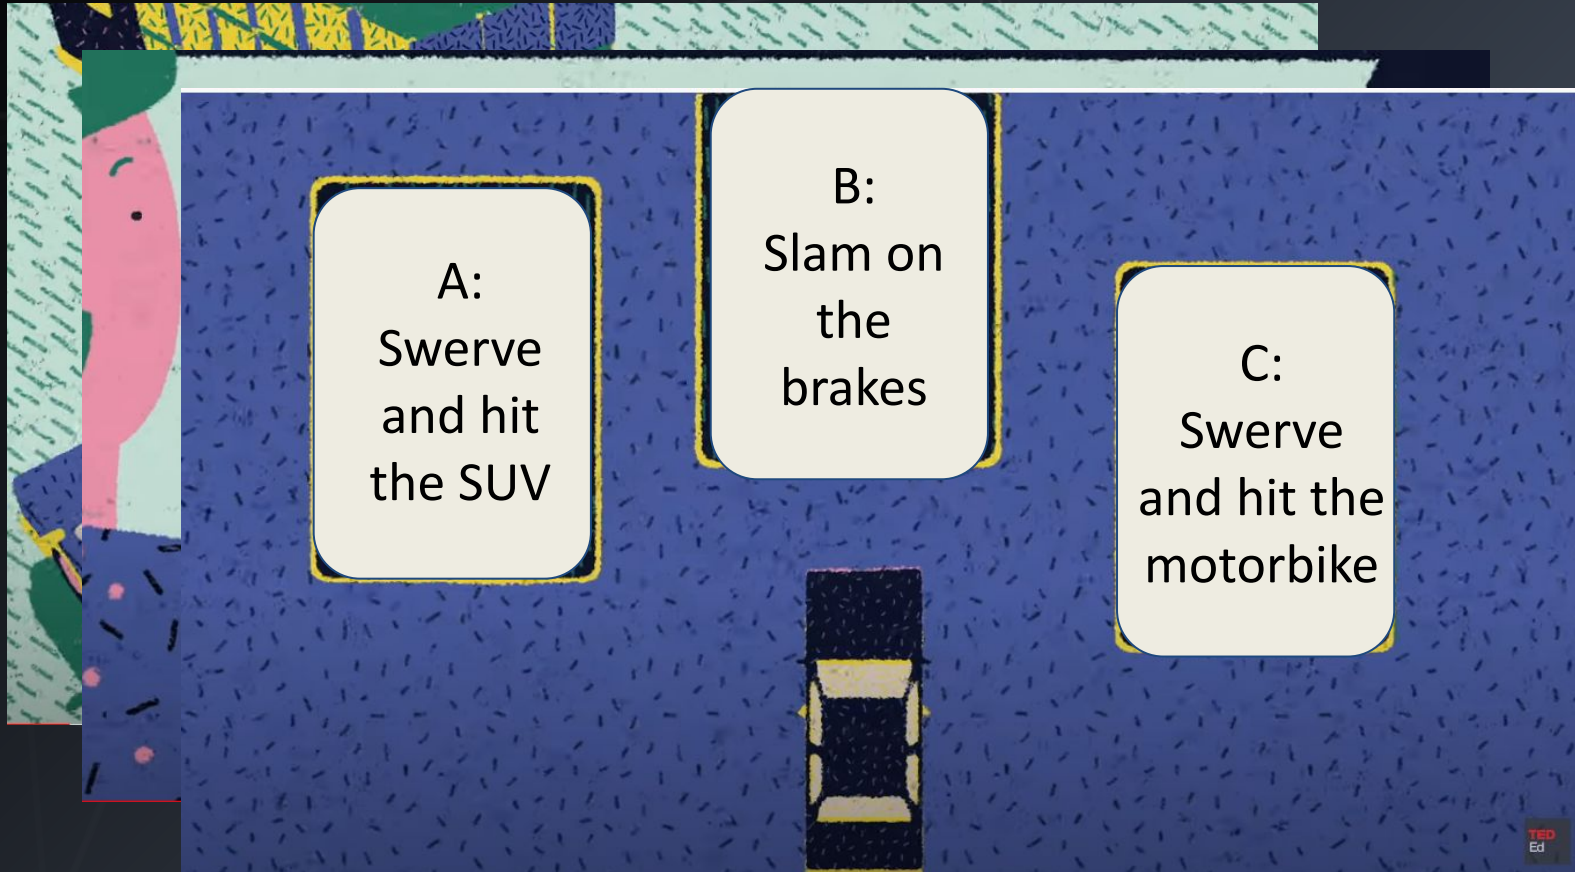 A:
Swerve
and hit
the SUV
B:
Slam on
the
brakes
C:
Swerve
and hit the
motorbike
TED
Ed